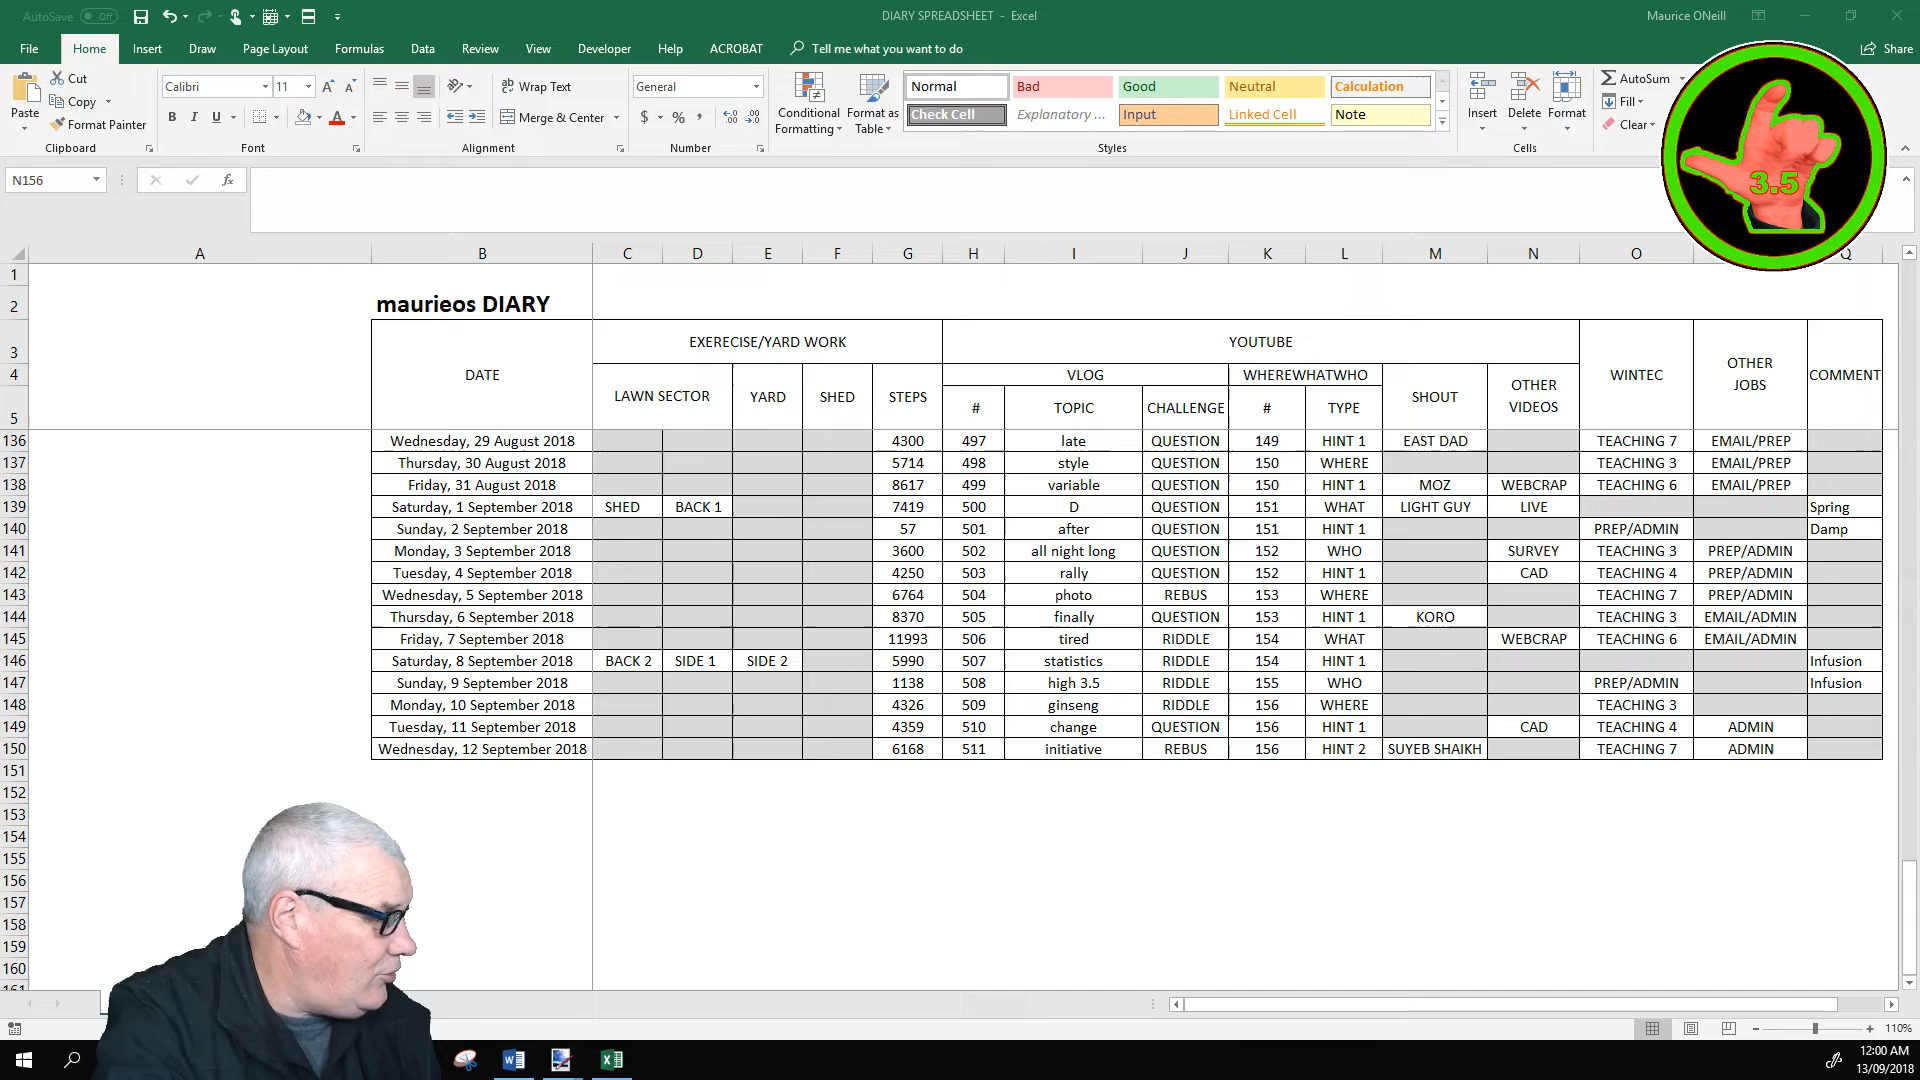 AutoSave Off
DIARY SPREADSHEET - Excel
Maurice ONeill
File Home Insert Draw Page Layout Formulas Data Review View Developer Help ACROBAT Tell me what you want to do Share
Paste Cut Copy Format Painter Clipboard
Calibri 11 B I U Font
Wrap Text Merge & Center Alignment
General $ % , Number
Conditional Formatting Format as Table
Normal Bad Good Neutral Calculation
Check Cell Explanatory ... Input Linked Cell Note
Styles
Insert Delete Format Cells
AutoSum Fill Clear
3.5
N156 fx
A B C D E F G H I J K L M N O Q
1
2 maurieos DIARY
3 EXERECISE/YARD WORK YOUTUBE
4 DATE LAWN SECTOR YARD SHED STEPS VLOG WHEREWHATWHO SHOUT OTHER VIDEOS WINTEC OTHER JOBS COMMENT
5 # TOPIC CHALLENGE # TYPE
136 Wednesday, 29 August 2018 4300 497 late QUESTION 149 HINT 1 EAST DAD TEACHING 7 EMAIL/PREP
137 Thursday, 30 August 2018 5714 498 style QUESTION 150 WHERE TEACHING 3 EMAIL/PREP
138 Friday, 31 August 2018 8617 499 variable QUESTION 150 HINT 1 MOZ WEBCRAP TEACHING 6 EMAIL/PREP
139 Saturday, 1 September 2018 SHED BACK 1 7419 500 D QUESTION 151 WHAT LIGHT GUY LIVE Spring
140 Sunday, 2 September 2018 57 501 after QUESTION 151 HINT 1 PREP/ADMIN Damp
141 Monday, 3 September 2018 3600 502 all night long QUESTION 152 WHO SURVEY TEACHING 3 PREP/ADMIN
142 Tuesday, 4 September 2018 4250 503 rally QUESTION 152 HINT 1 CAD TEACHING 4 PREP/ADMIN
143 Wednesday, 5 September 2018 6764 504 photo REBUS 153 WHERE TEACHING 7 PREP/ADMIN
144 Thursday, 6 September 2018 8370 505 finally QUESTION 153 HINT 1 KORO TEACHING 3 EMAIL/ADMIN
145 Friday, 7 September 2018 11993 506 tired RIDDLE 154 WHAT WEBCRAP TEACHING 6 EMAIL/ADMIN
146 Saturday, 8 September 2018 BACK 2 SIDE 1 SIDE 2 5990 507 statistics RIDDLE 154 HINT 1 Infusion
147 Sunday, 9 September 2018 1138 508 high 3.5 RIDDLE 155 WHO PREP/ADMIN Infusion
148 Monday, 10 September 2018 4326 509 ginseng RIDDLE 156 WHERE TEACHING 3
149 Tuesday, 11 September 2018 4359 510 change QUESTION 156 HINT 1 CAD TEACHING 4 ADMIN
150 Wednesday, 12 September 2018 6168 511 initiative REBUS 156 HINT 2 SUYEB SHAIKH TEACHING 7 ADMIN
151
152
153
154
155
156
157
158
159
160
161
110%
12:00 AM
13/09/2018